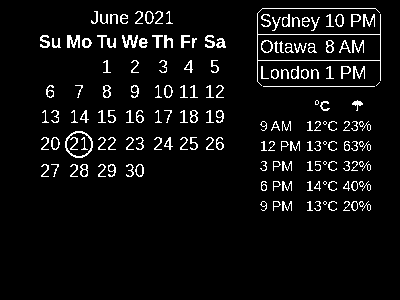 June 2021
Su Mo Tu We Th Fr Sa
1 2 3 4 5
6 7 8 9 10 11 12
13 14 15 16 17 18 19
20 21 22 23 24 25 26
27 28 29 30
Sydney 10 PM
Ottawa 8 AM
London 1 PM
°C ☂
9 AM 12°C 23%
12 PM 13°C 63%
3 PM 15°C 32%
6 PM 14°C 40%
9 PM 13°C 20%